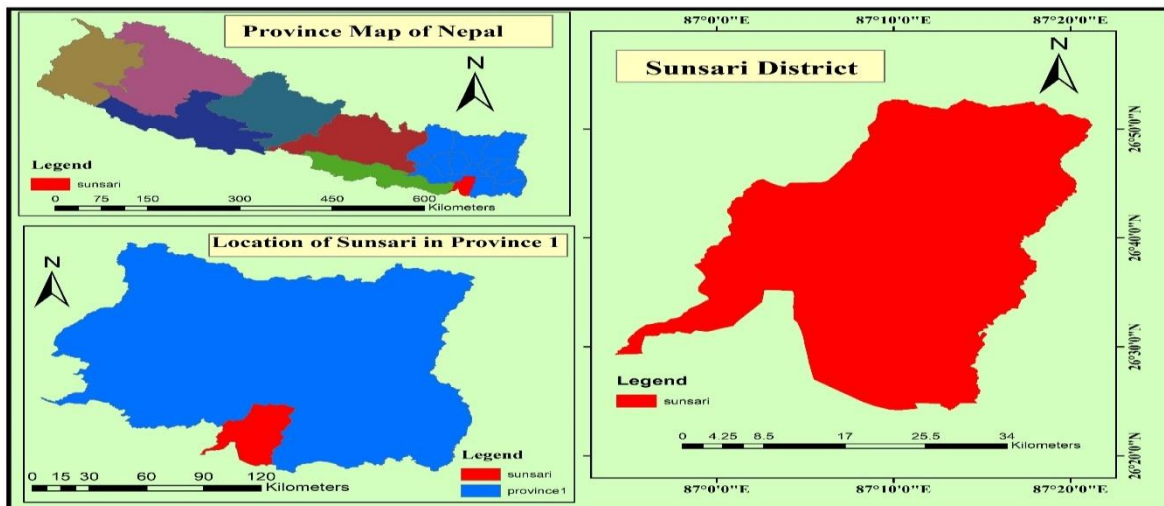 Province Map of Nepal
N
Legend
sunsari
0 75 150 300 450 600
Kilometers
Location of Sunsari in Province 1
N
Legend
sunsari
province1
0 15 30 60 90 120
Kilometers
87°0'0"E 87°10'0"E 87°20'0"E
Sunsari District
N
26°50'0"N
26°40'0"N
26°30'0"N
26°20'0"N
Legend
sunsari
0 4.25 8.5 17 25.5 34
Kilometers
87°0'0"E 87°10'0"E 87°20'0"E